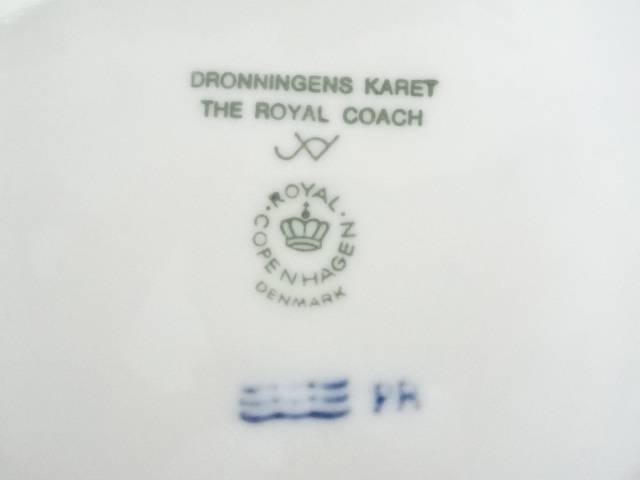 DRONNINGENS KARET
THE ROYAL COACH
· ROYAL ·
COPENHAGEN
DENMARK